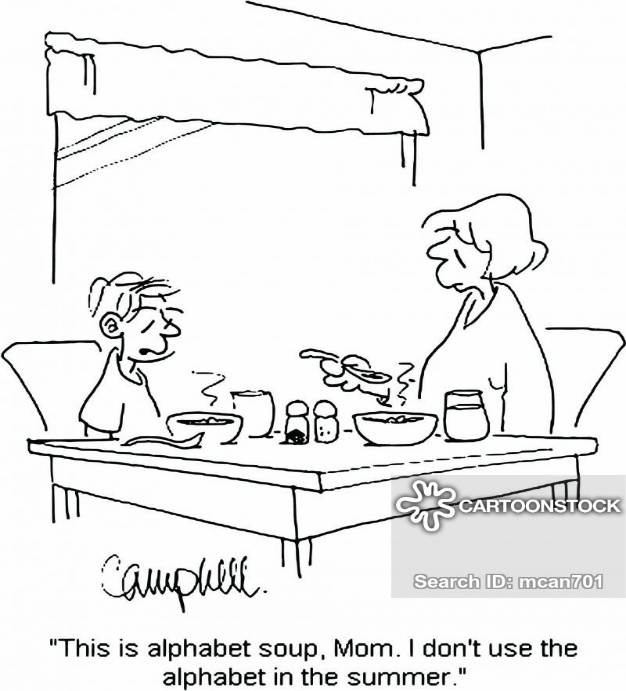 CARTOONSTOCK
Campbell.
Search ID: mcan701
"This is alphabet soup, Mom. I don't use the
alphabet in the summer."